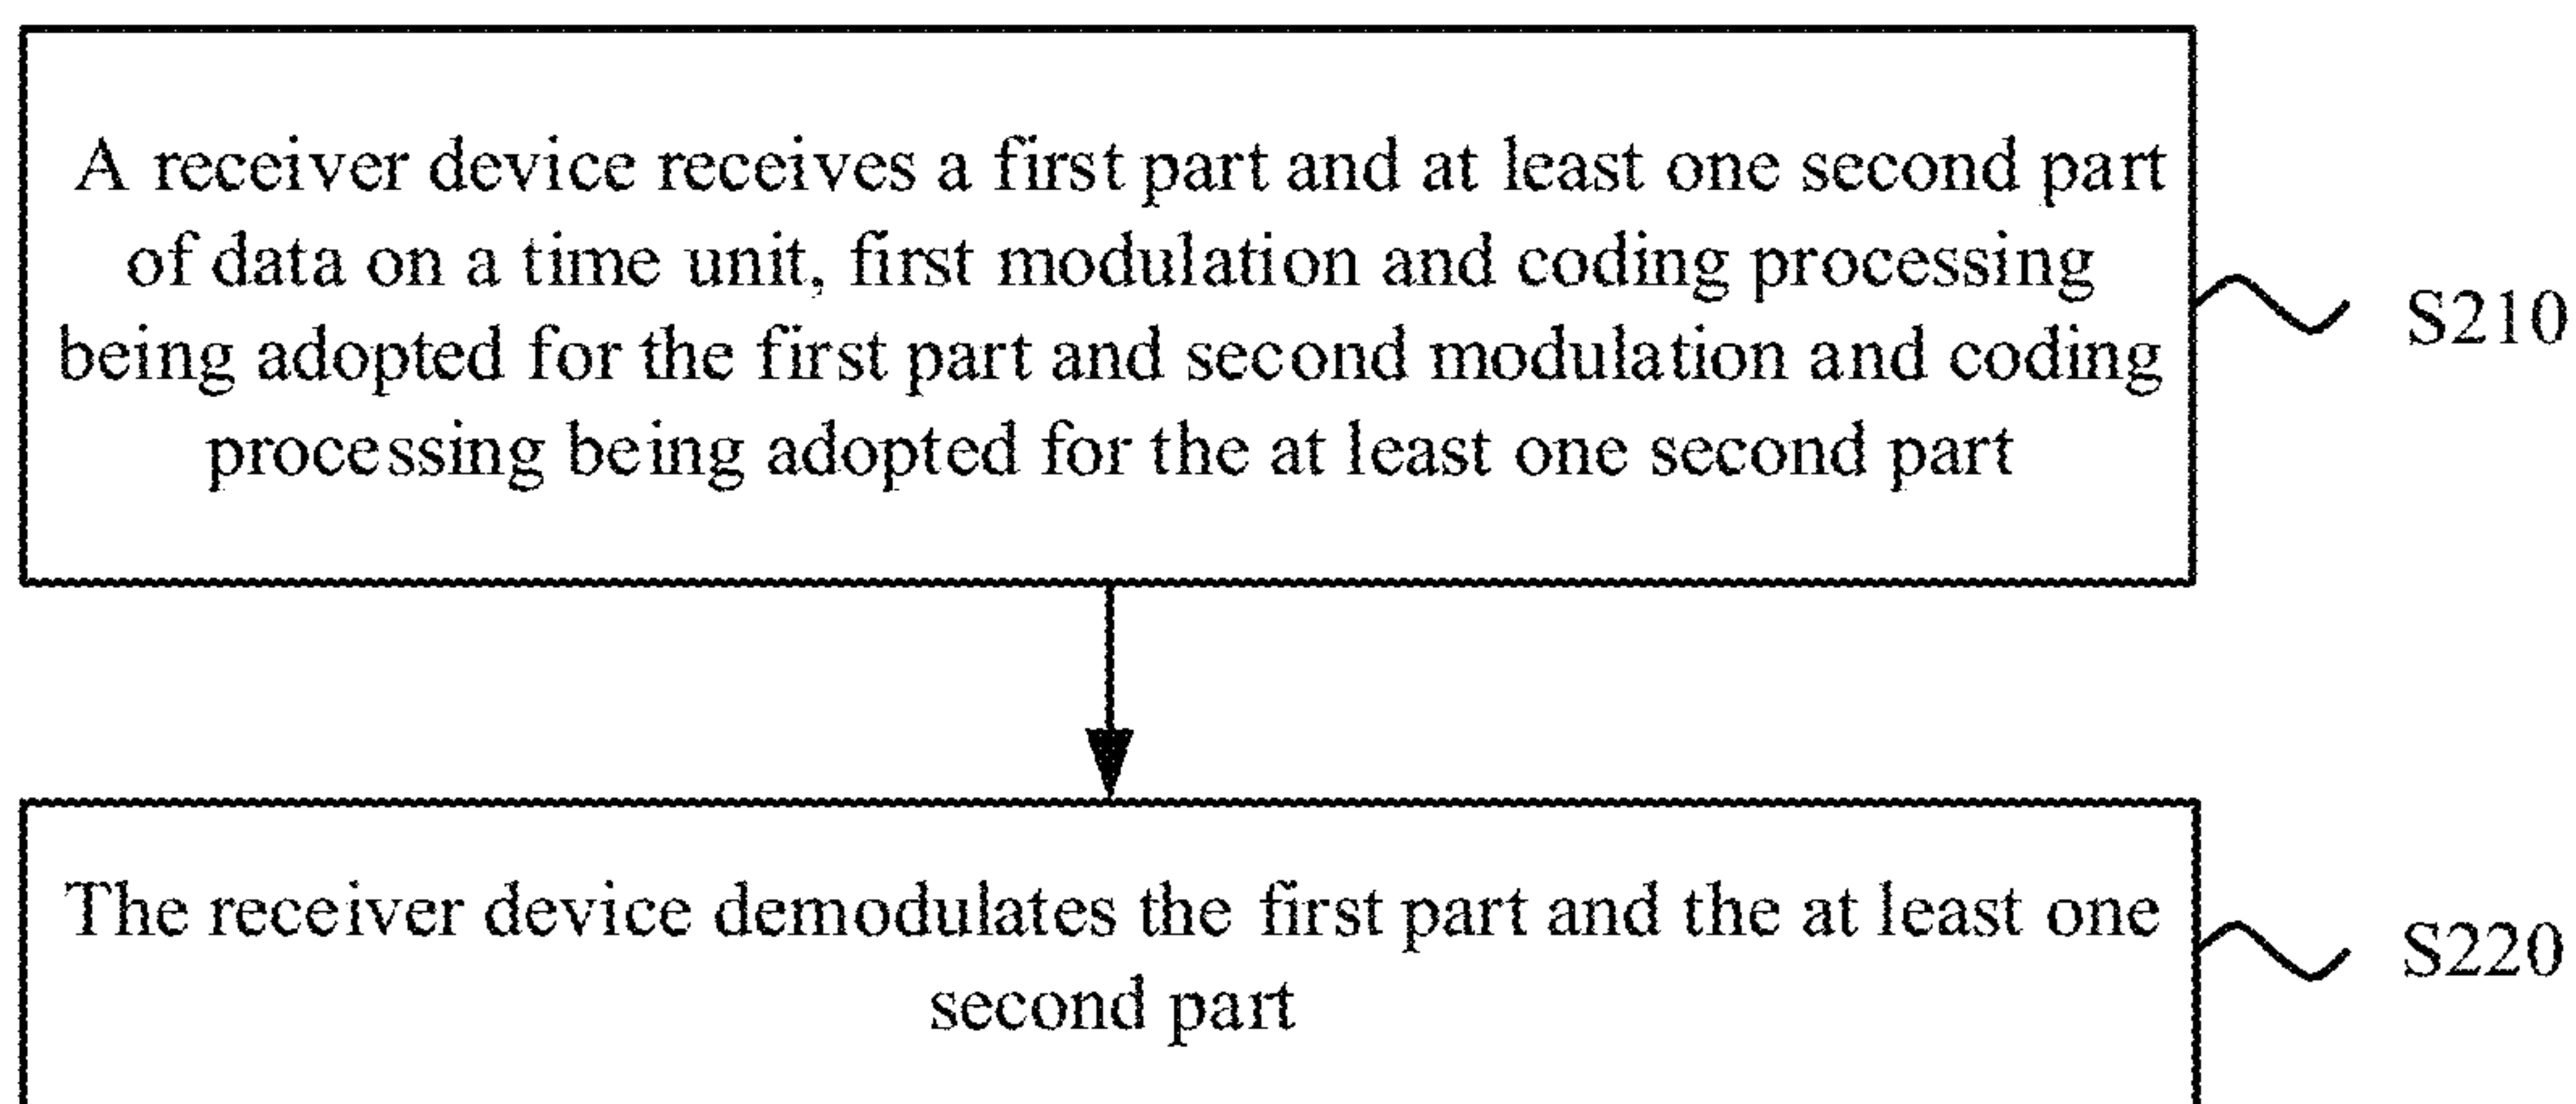 A receiver device receives a first part and at least one second part
of data on a time unit, first modulation and coding processing
being adopted for the first part and second modulation and coding
processing being adopted for the at least one second part
S210
The receiver device demodulates the first part and the at least one
second part
S220